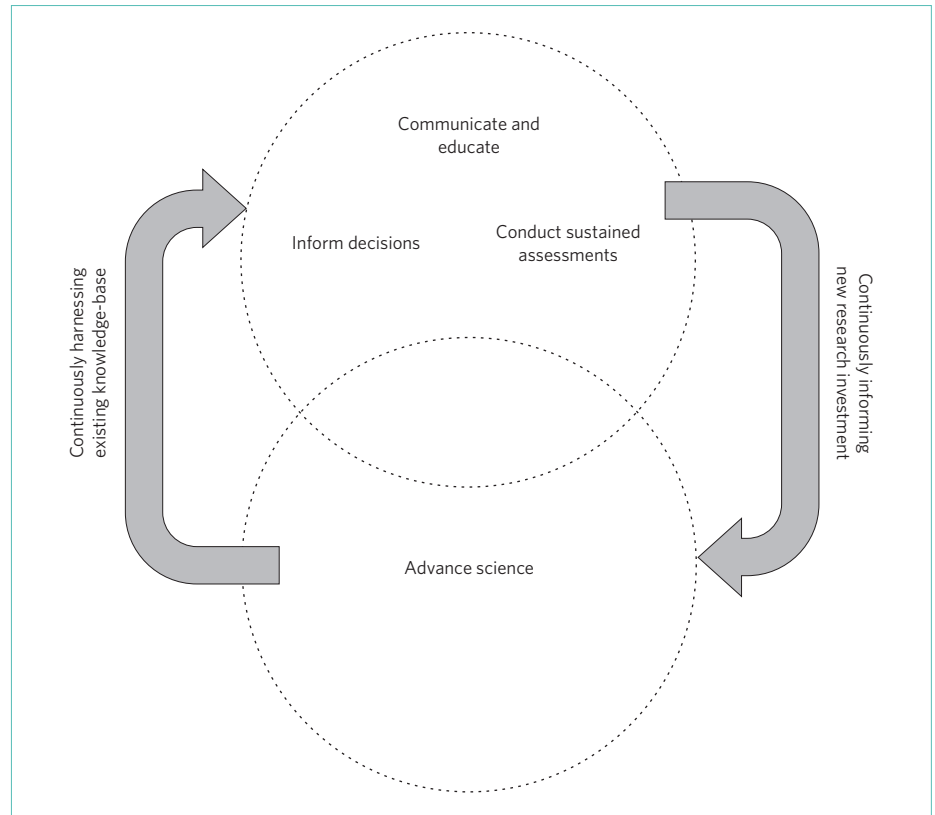 Communicate and
educate
Inform decisions
Conduct sustained
assessments
Continuously harnessing
existing knowledge-base
Continuously informing
new research investment
Advance science